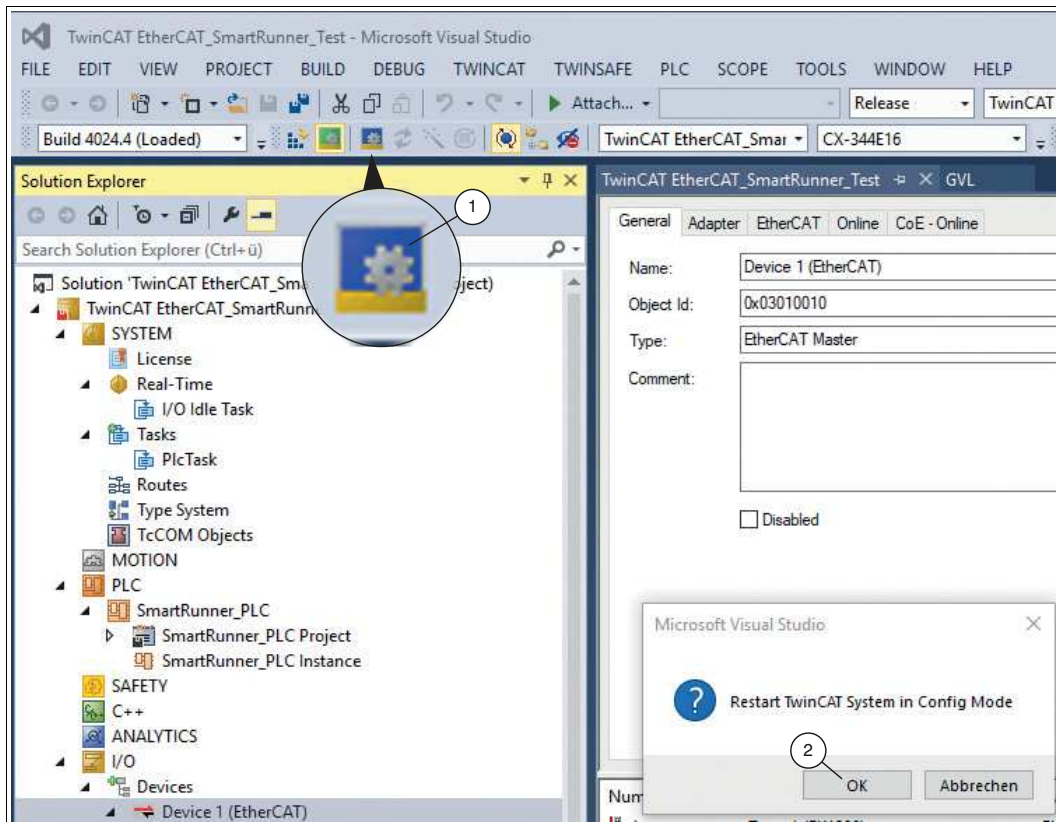 TwinCAT EtherCAT_SmartRunner_Test - Microsoft Visual Studio
FILE EDIT VIEW PROJECT BUILD DEBUG TWINCAT TWINSAFE PLC SCOPE TOOLS WINDOW HELP
Attach... Release TwinCAT
Build 4024.4 (Loaded) TwinCAT EtherCAT_Smar CX-344E16
Solution Explorer
TwinCAT EtherCAT_SmartRunner_Test GVL
1
General Adapter EtherCAT Online CoE - Online
Search Solution Explorer (Ctrl+ü)
Name: Device 1 (EtherCAT)
Object Id: 0x03010010
Type: EtherCAT Master
Comment:
Disabled
Solution 'TwinCAT EtherCAT_Sma ject)
TwinCAT EtherCAT_SmartRunn
SYSTEM
License
Real-Time
I/O Idle Task
Tasks
PlcTask
Routes
Type System
TcCOM Objects
MOTION
PLC
SmartRunner_PLC
SmartRunner_PLC Project
SmartRunner_PLC Instance
SAFETY
C++
ANALYTICS
I/O
Devices
Device 1 (EtherCAT)
Microsoft Visual Studio
Restart TwinCAT System in Config Mode
2
OK Abbrechen
Num